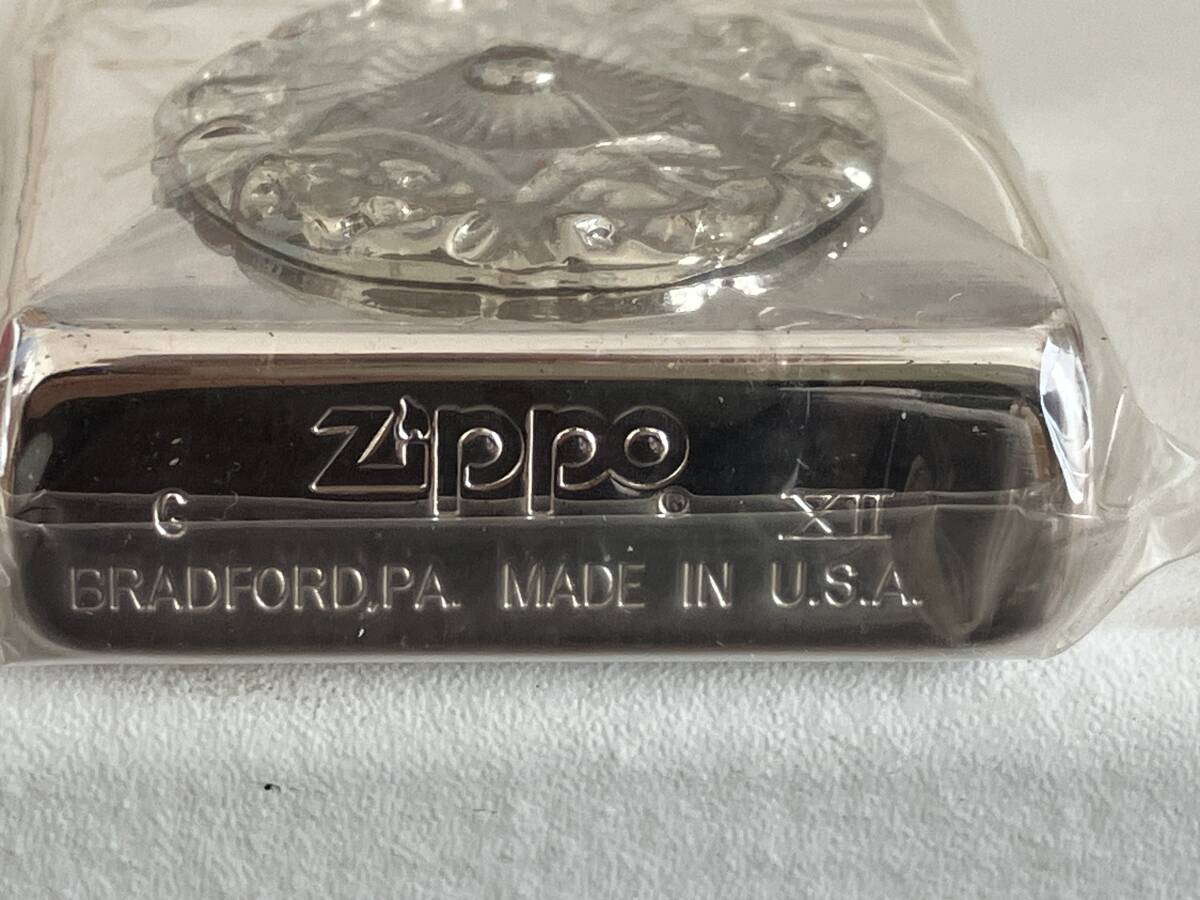 Zippo®
C XII
BRADFORD,PA. MADE IN U.S.A.